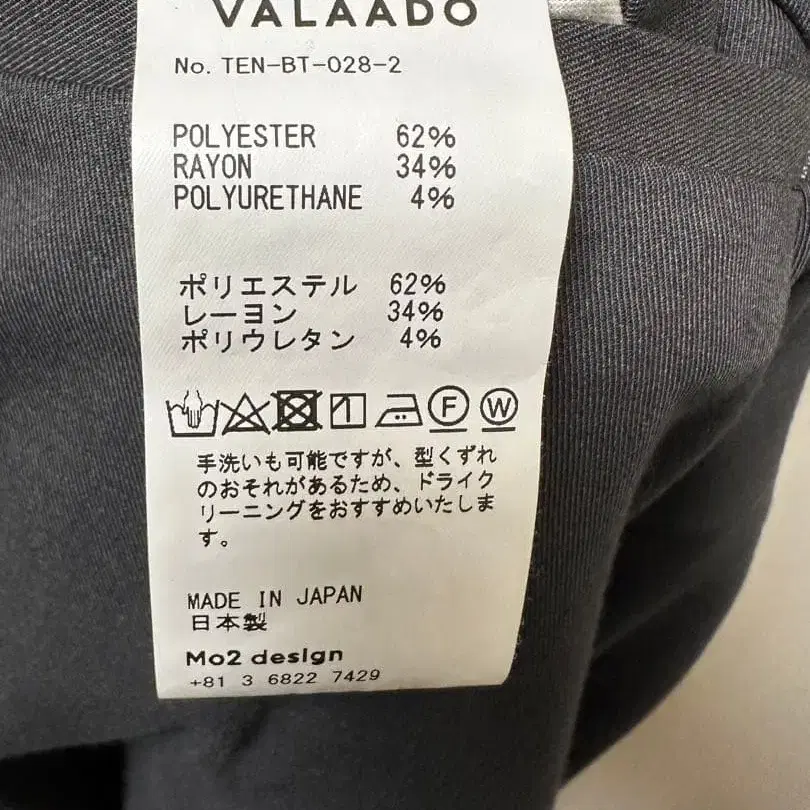 VALAADO
No. TEN-BT-028-2
POLYESTER 62%
RAYON 34%
POLYURETHANE 4%
ポリエステル 62%
レーヨン 34%
ポリウレタン 4%
F W
手洗いも可能ですが、型くずれ
のおそれがあるため、ドライク
リーニングをおすすめいたしま
す。
MADE IN JAPAN
日本製
Mo2 design
+81 3 6822 7429